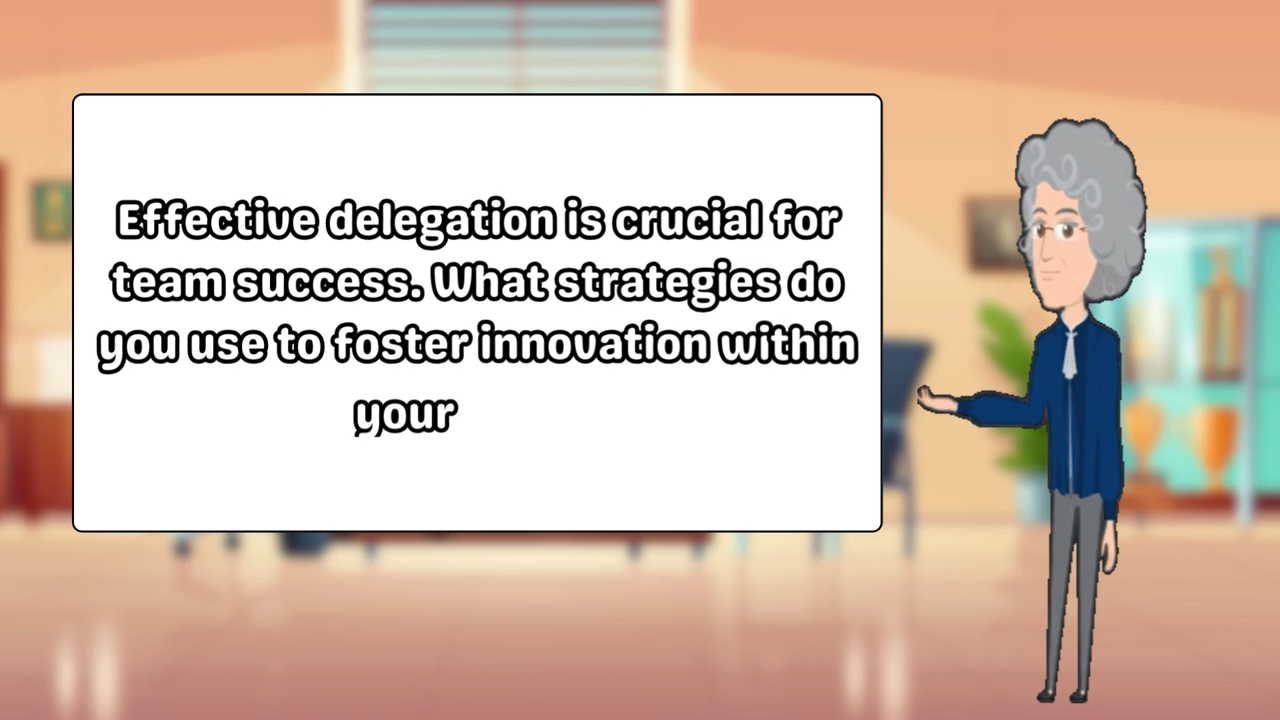 Effective delegation is crucial for
team success. What strategies do
you use to foster innovation within
your